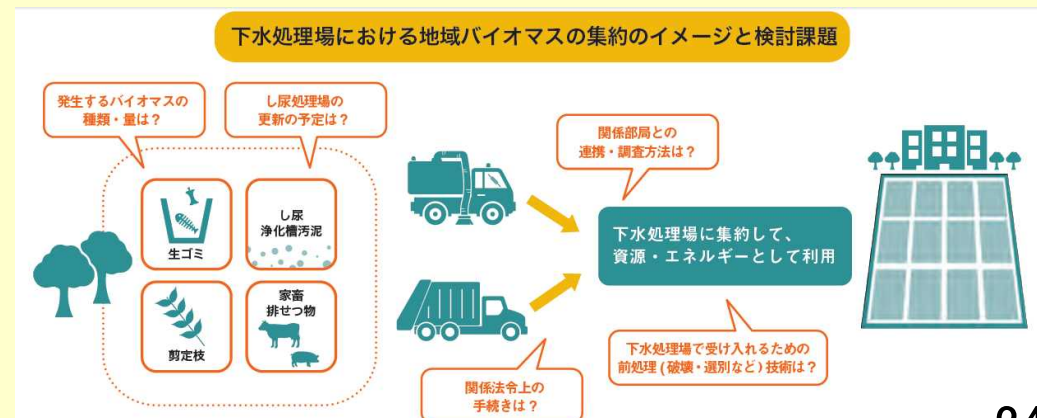 下水処理場における地域バイオマスの集約のイメージと検討課題
発生するバイオマスの
種類・量は？
し尿処理場の
更新の予定は？
関係部局との
連携・調査方法は？
生ゴミ
し尿
浄化槽汚泥
剪定枝
家畜
排せつ物
下水処理場に集約して、
資源・エネルギーとして利用
関係法令上の
手続きは？
下水処理場で受け入れるための
前処理(破壊・選別など)技術は？